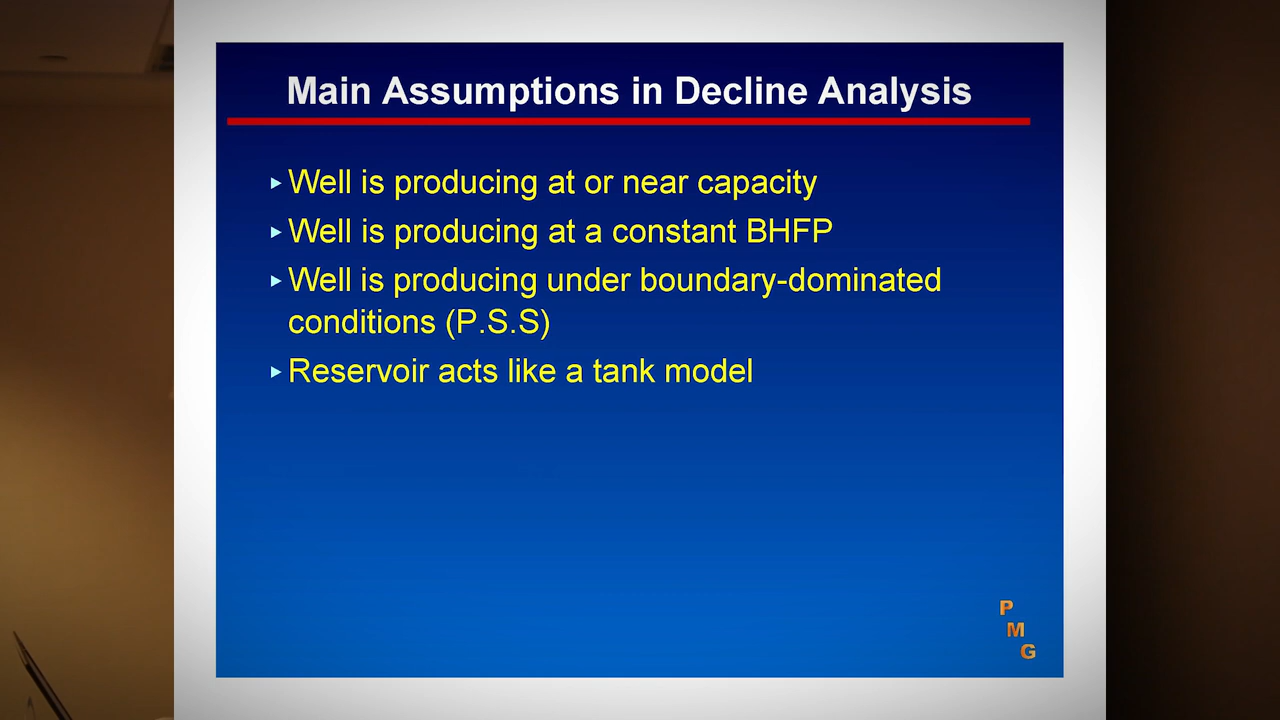 Main Assumptions in Decline Analysis
▸Well is producing at or near capacity
▸Well is producing at a constant BHFP
▸Well is producing under boundary-dominated
conditions (P.S.S)
▸Reservoir acts like a tank model
P
M
G